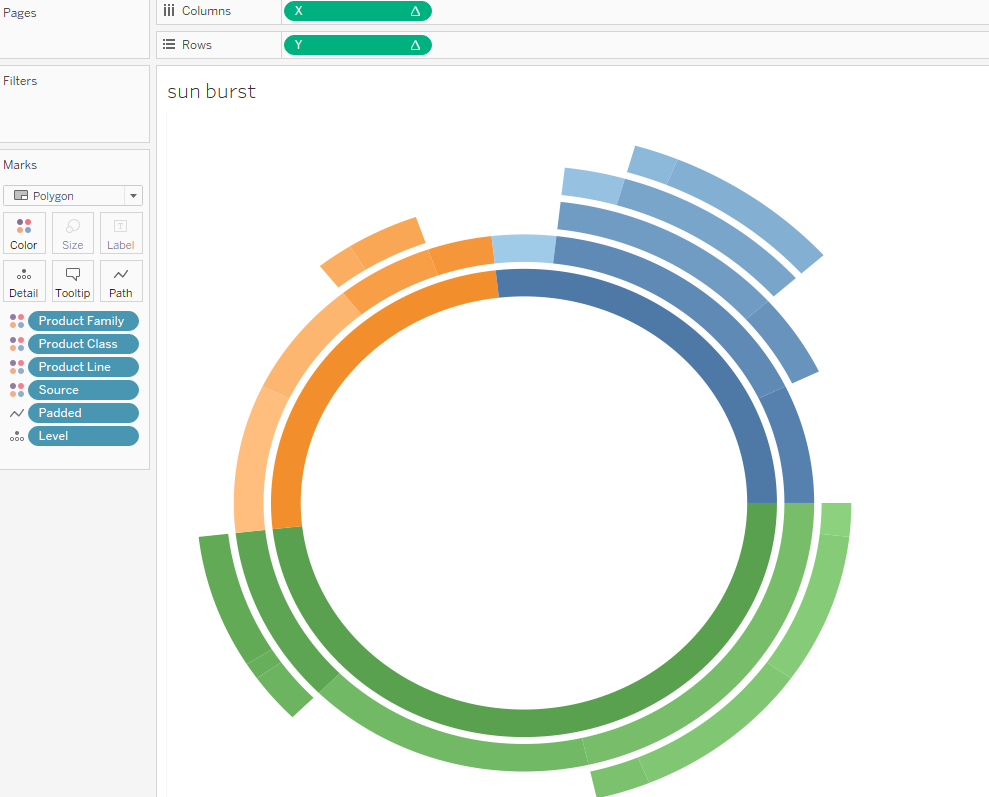 Pages
Columns
X
Rows
Y
Filters
sun burst
Marks
Polygon
Color Size Label
Detail Tooltip Path
Product Family
Product Class
Product Line
Source
Padded
Level